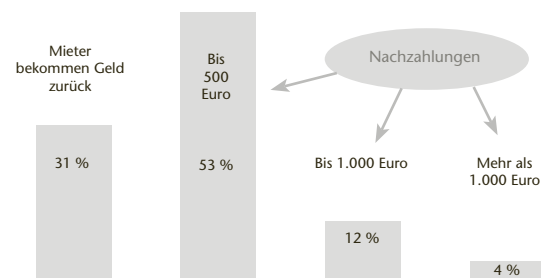 Mieter
bekommen Geld
zurück
31 %
Bis
500
Euro
53 %
Nachzahlungen
Bis 1.000 Euro
12 %
Mehr als
1.000 Euro
4 %